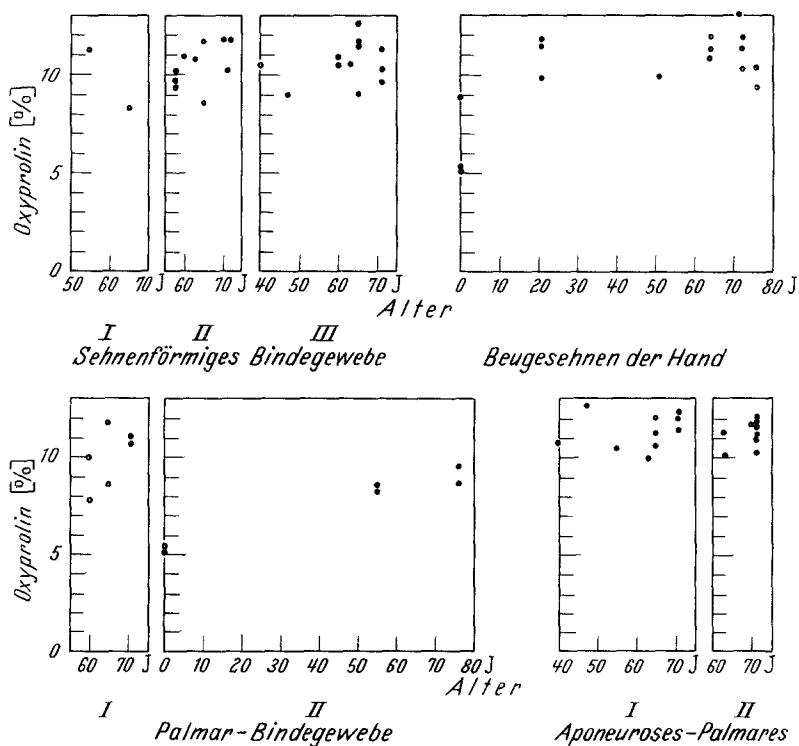 Oxyprolin [%]
10
5
0
50 60 70 J
60 70 J
40 50 60 70 J
0 10 20 30 40 50 60 70 J 80
Alter
I II III
Sehnenförmiges Bindegewebe
Beugesehnen der Hand
Oxyprolin [%]
10
5
0
60 70 J
0 10 20 30 40 50 60 70 80 J
40 50 60 70 J
60 70 J
Alter
I II
Palmar-Bindegewebe
I II
Aponeuroses-Palmares